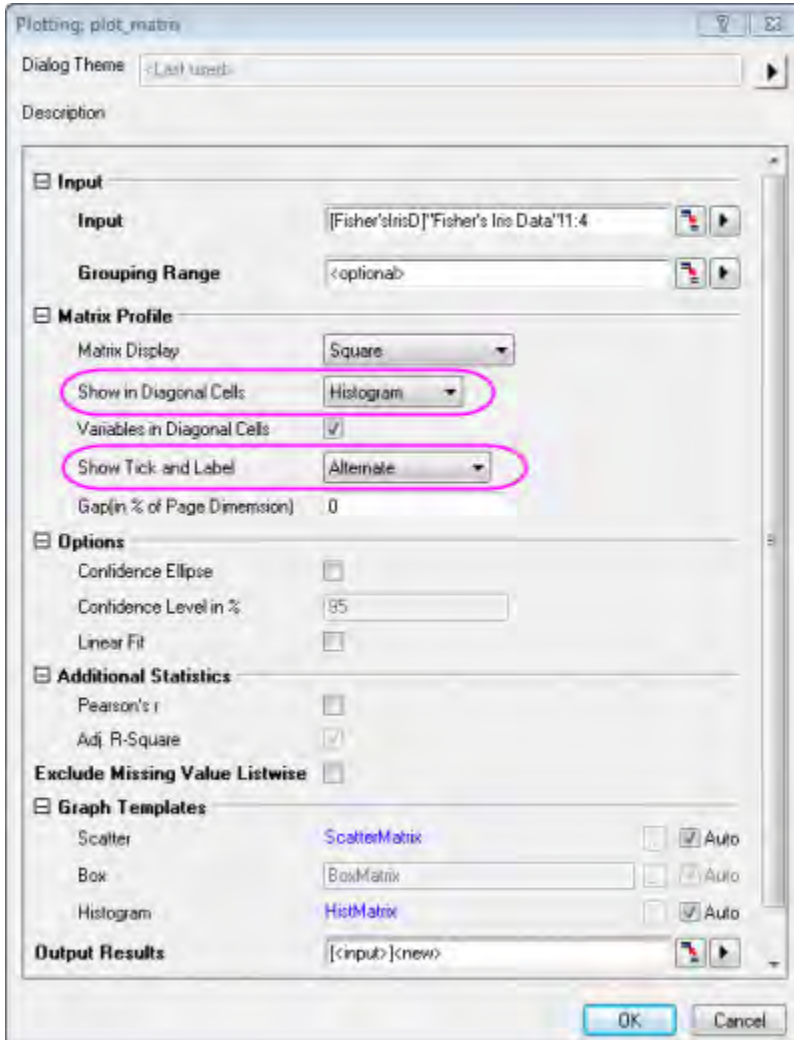 Plotting: plot_matrix
Dialog Theme <Last used>
Description
Input
Input [Fisher'sIrisD]"Fisher's Iris Data"!1:4
Grouping Range <optional>
Matrix Profile
Matrix Display Square
Show in Diagonal Cells Histogram
Variables in Diagonal Cells
Show Tick and Label Alternate
Gap(in % of Page Dimemsion) 0
Options
Confidence Ellipse
Confidence Level in % 95
Linear Fit
Additional Statistics
Pearson's r
Adj. R-Square
Exclude Missing Value Listwise
Graph Templates
Scatter ScatterMatrix Auto
Box BoxMatrix Auto
Histogram HistMatrix Auto
Output Results [<input>]<new>
OK Cancel